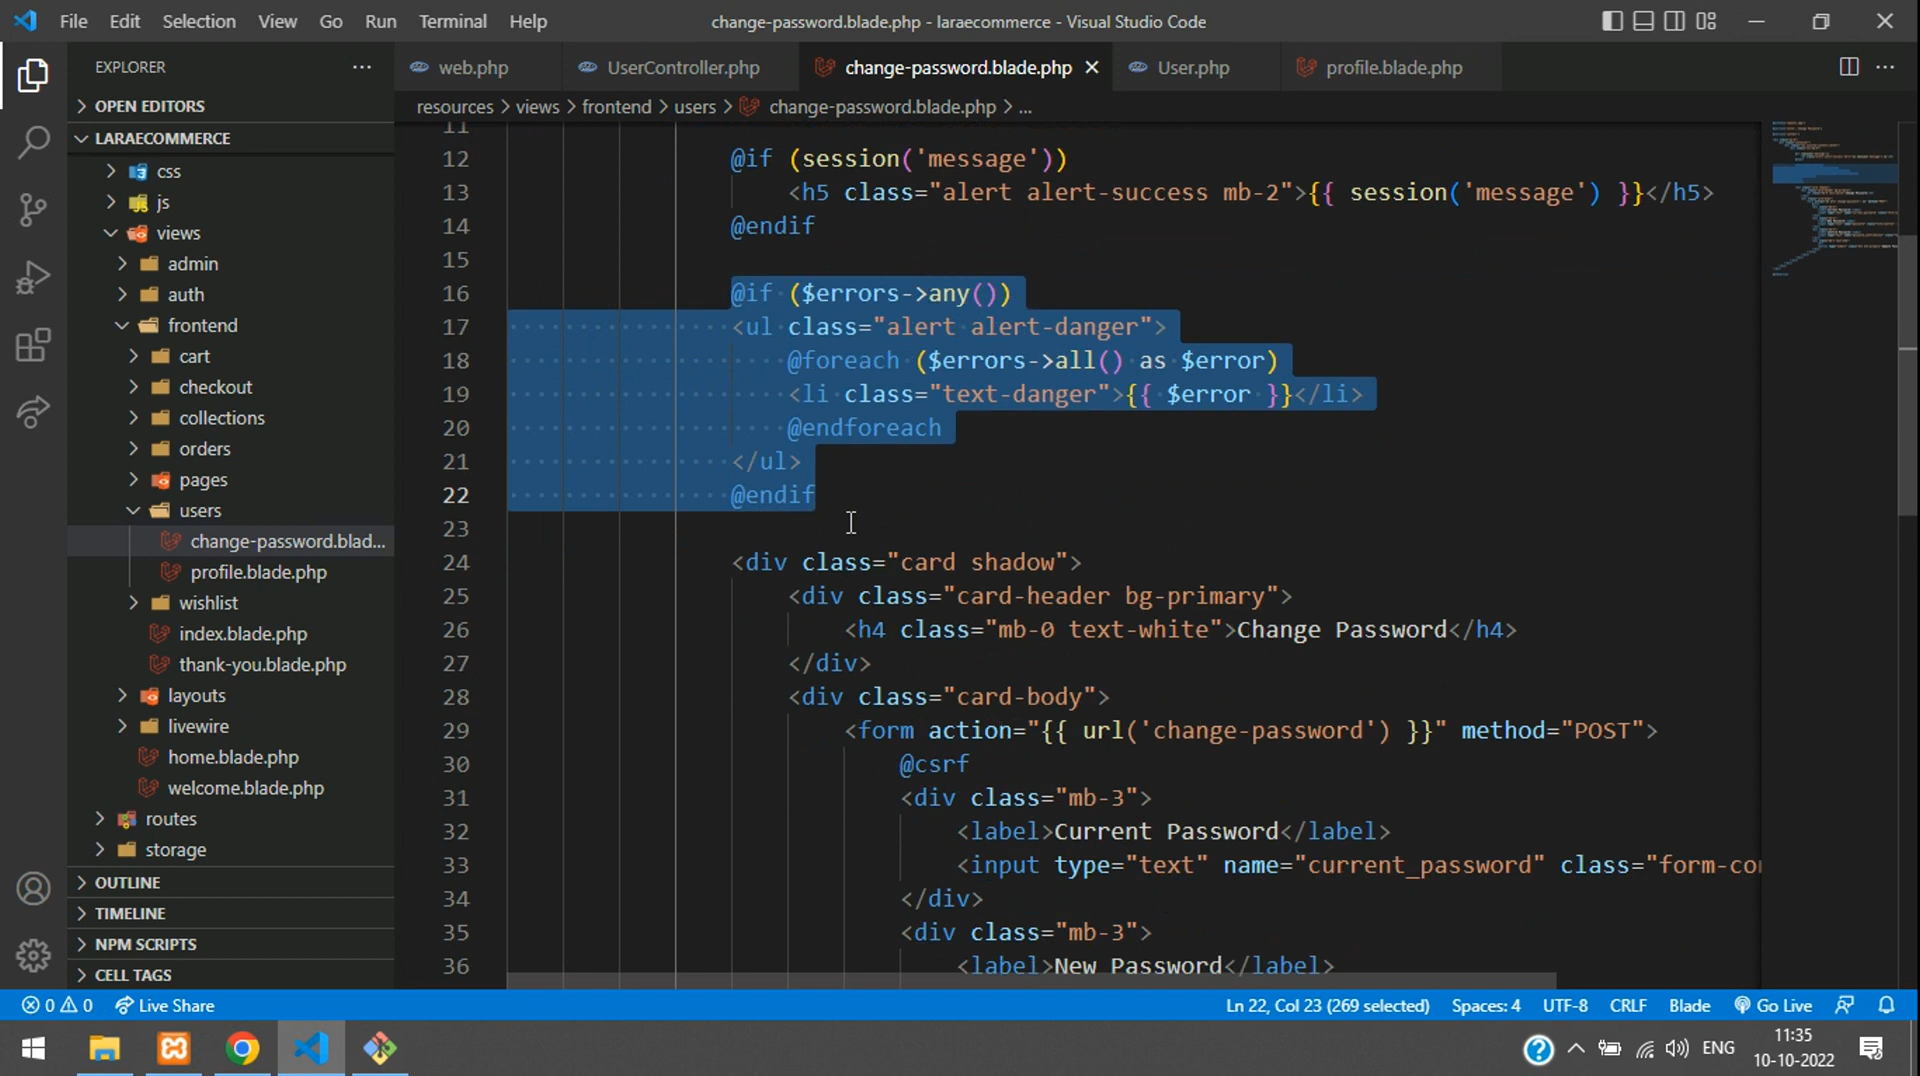 File Edit Selection View Go Run Terminal Help change-password.blade.php - laraecommerce - Visual Studio Code
EXPLORER
web.php UserController.php change-password.blade.php User.php profile.blade.php
OPEN EDITORS
resources > views > frontend > users > change-password.blade.php > ...
LARAECOMMERCE
css
js
views
admin
auth
frontend
cart
checkout
collections
orders
pages
users
change-password.blad...
profile.blade.php
wishlist
index.blade.php
thank-you.blade.php
layouts
livewire
home.blade.php
welcome.blade.php
routes
storage
OUTLINE
TIMELINE
NPM SCRIPTS
CELL TAGS
11
12 @if (session('message'))
13 <h5 class="alert alert-success mb-2">{{ session('message') }}</h5>
14 @endif
15
16 @if ($errors->any())
17 <ul class="alert alert-danger">
18 @foreach ($errors->all() as $error)
19 <li class="text-danger">{{ $error }}</li>
20 @endforeach
21 </ul>
22 @endif
23
24 <div class="card shadow">
25 <div class="card-header bg-primary">
26 <h4 class="mb-0 text-white">Change Password</h4>
27 </div>
28 <div class="card-body">
29 <form action="{{ url('change-password') }}" method="POST">
30 @csrf
31 <div class="mb-3">
32 <label>Current Password</label>
33 <input type="text" name="current_password" class="form-co
34 </div>
35 <div class="mb-3">
36 <label>New Password</label>
0 0 Live Share Ln 22, Col 23 (269 selected) Spaces: 4 UTF-8 CRLF Blade Go Live
ENG 11:35
10-10-2022